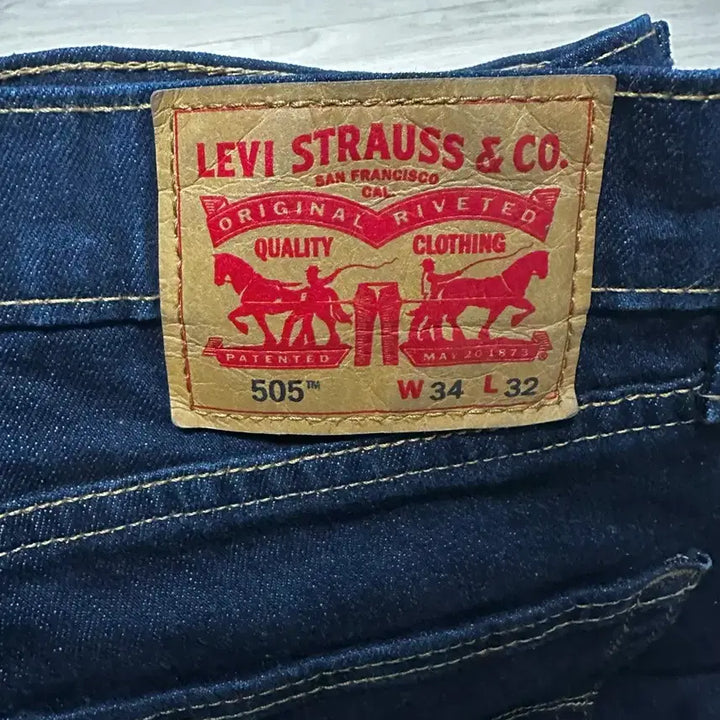 LEVI STRAUSS & CO.
SAN FRANCISCO
CAL
ORIGINAL RIVETED
QUALITY CLOTHING
PATENTED MAY 20 1873
505™ W 34 L 32